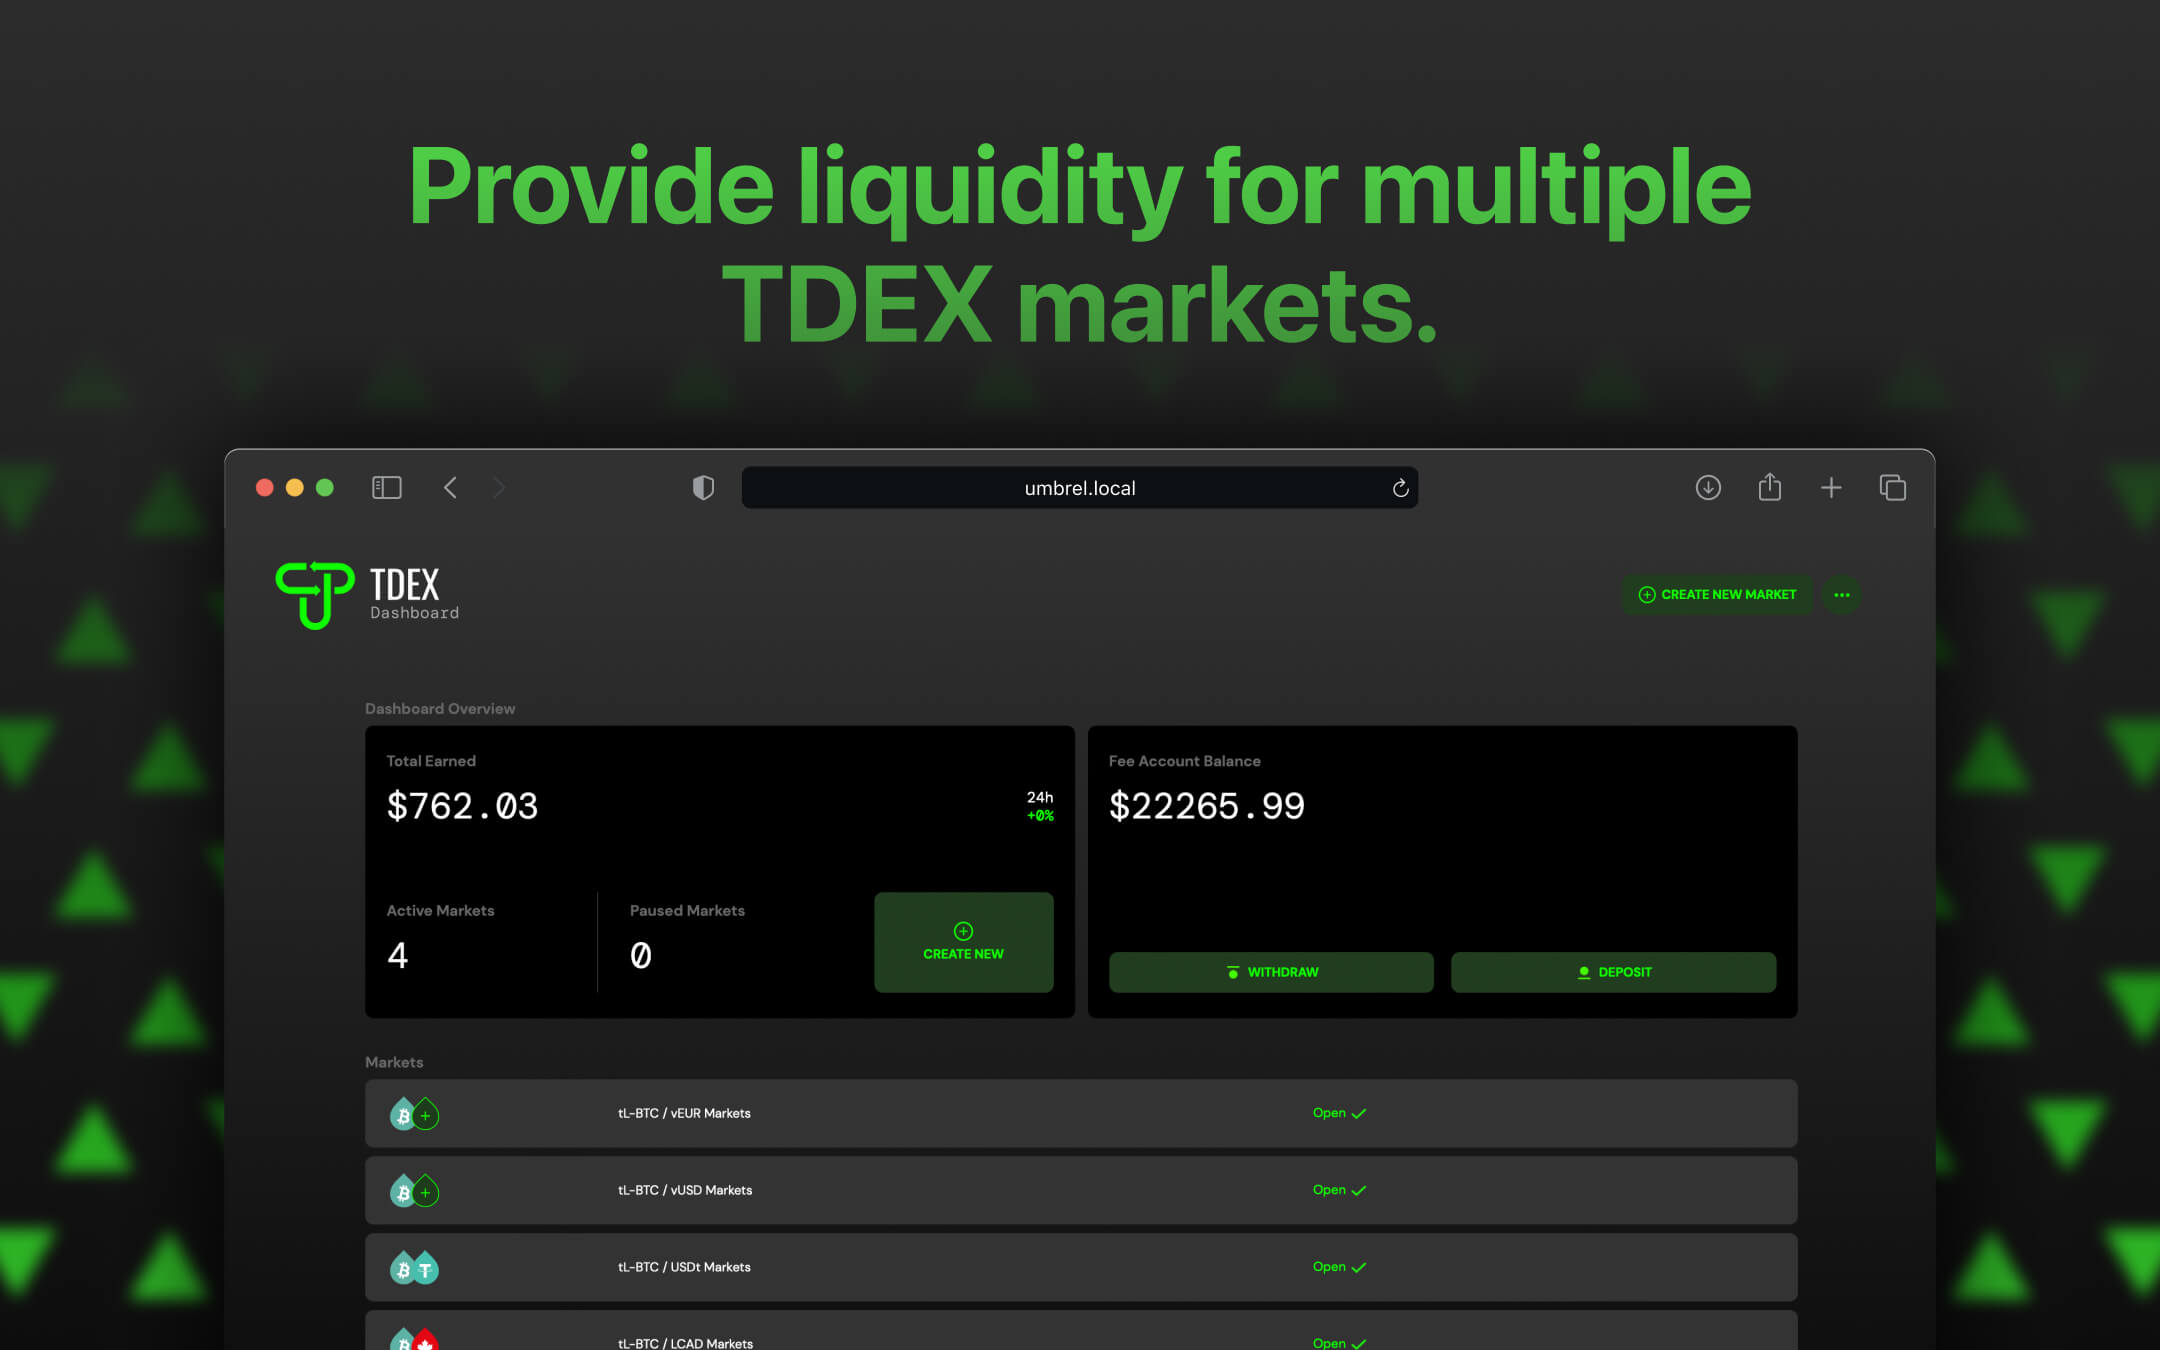 Provide liquidity for multiple
TDEX markets.
umbrel.local
TDEX
Dashboard
CREATE NEW MARKET
Dashboard Overview
Total Earned
$762.03
24h
+0%
Active Markets
4
Paused Markets
0
CREATE NEW
Fee Account Balance
$22265.99
WITHDRAW
DEPOSIT
Markets
tL-BTC / vEUR Markets
Open
tL-BTC / vUSD Markets
Open
tL-BTC / USDt Markets
Open
tL-BTC / LCAD Markets
Open